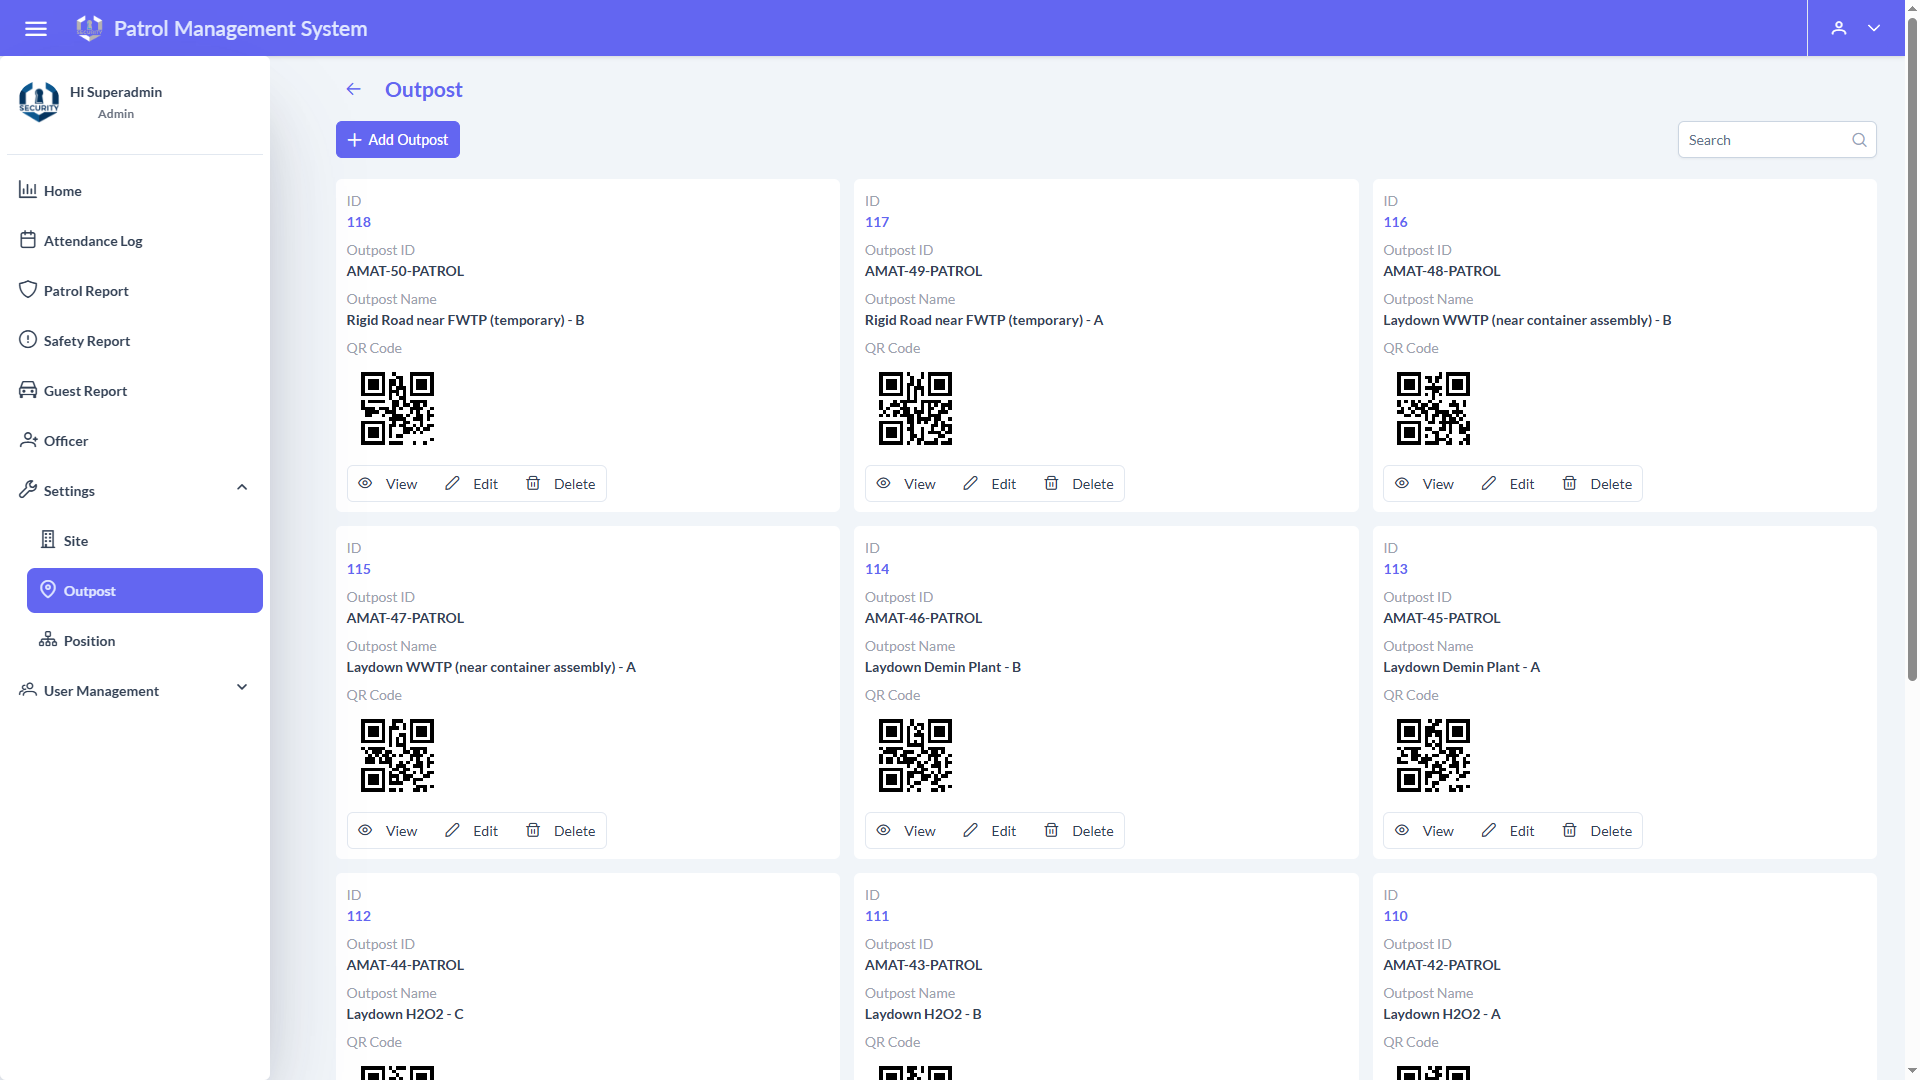 Patrol Management System
SECURITY
Hi Superadmin
Admin
Home
Attendance Log
Patrol Report
Safety Report
Guest Report
Officer
Settings
Site
Outpost
Position
User Management
Outpost
Add Outpost
Search
ID
118
Outpost ID
AMAT-50-PATROL
Outpost Name
Rigid Road near FWTP (temporary) - B
QR Code
View Edit Delete
ID
117
Outpost ID
AMAT-49-PATROL
Outpost Name
Rigid Road near FWTP (temporary) - A
QR Code
View Edit Delete
ID
116
Outpost ID
AMAT-48-PATROL
Outpost Name
Laydown WWTP (near container assembly) - B
QR Code
View Edit Delete
ID
115
Outpost ID
AMAT-47-PATROL
Outpost Name
Laydown WWTP (near container assembly) - A
QR Code
View Edit Delete
ID
114
Outpost ID
AMAT-46-PATROL
Outpost Name
Laydown Demin Plant - B
QR Code
View Edit Delete
ID
113
Outpost ID
AMAT-45-PATROL
Outpost Name
Laydown Demin Plant - A
QR Code
View Edit Delete
ID
112
Outpost ID
AMAT-44-PATROL
Outpost Name
Laydown H2O2 - C
QR Code
ID
111
Outpost ID
AMAT-43-PATROL
Outpost Name
Laydown H2O2 - B
QR Code
ID
110
Outpost ID
AMAT-42-PATROL
Outpost Name
Laydown H2O2 - A
QR Code